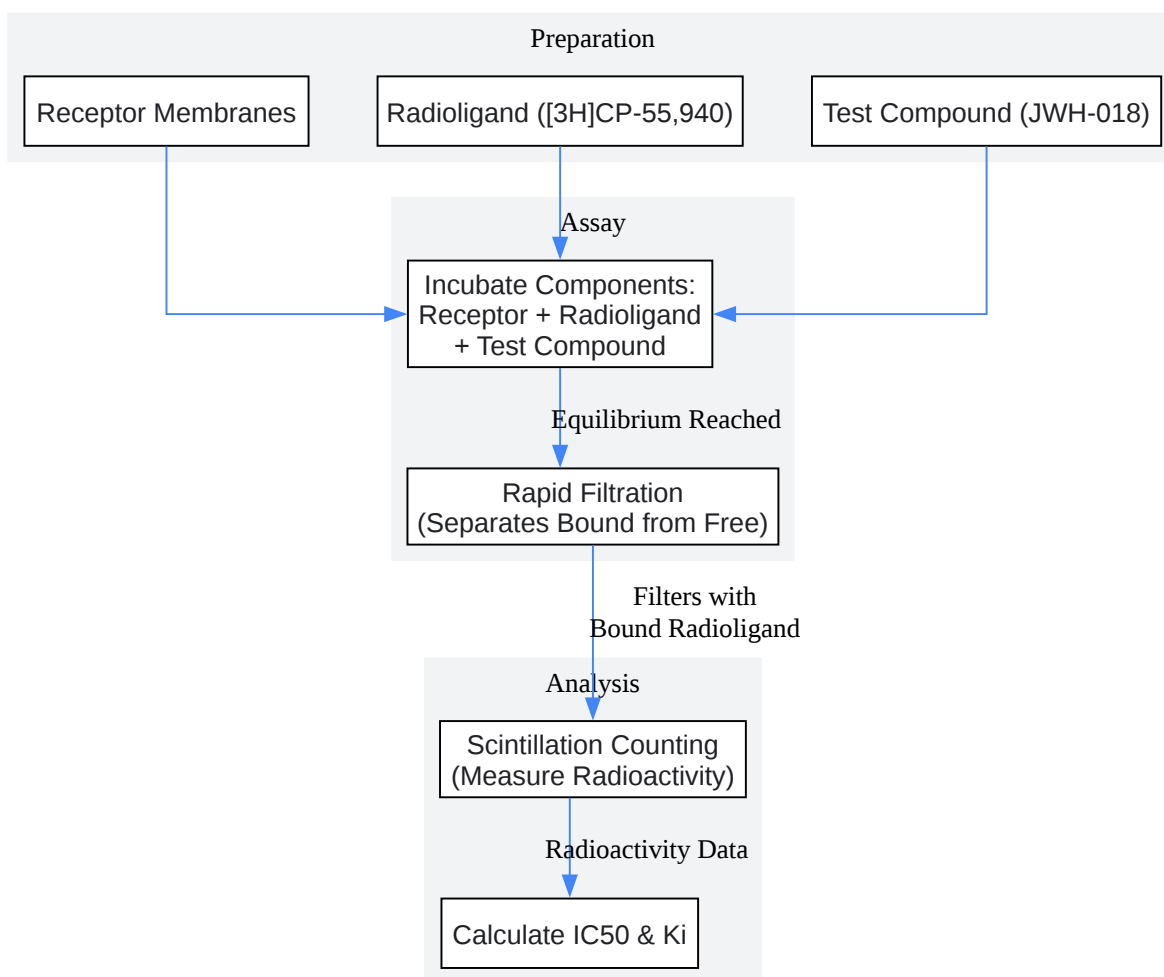 Preparation
Receptor Membranes
Radioligand ([3H]CP-55,940)
Test Compound (JWH-018)
Assay
Incubate Components:
Receptor + Radioligand
+ Test Compound
Equilibrium Reached
Rapid Filtration
(Separates Bound from Free)
Filters with
Bound Radioligand
Analysis
Scintillation Counting
(Measure Radioactivity)
Radioactivity Data
Calculate IC50 & Ki